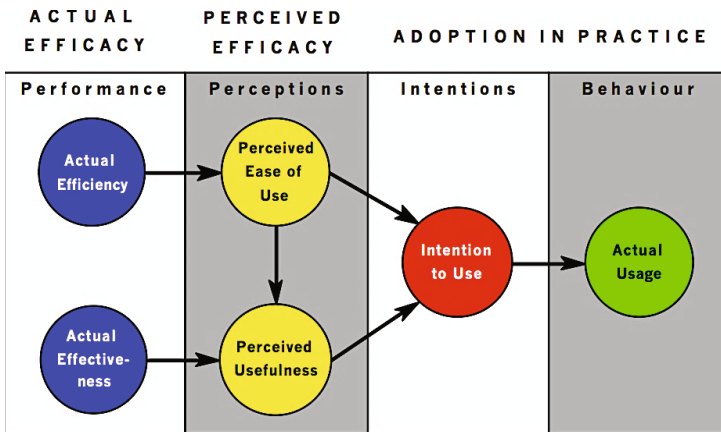 ACTUAL
EFFICACY
PERCEIVED
EFFICACY
ADOPTION IN PRACTICE
Performance
Perceptions
Intentions
Behaviour
Actual
Efficiency
Perceived
Ease of
Use
Intention
to Use
Actual
Usage
Actual
Effective-
ness
Perceived
Usefulness